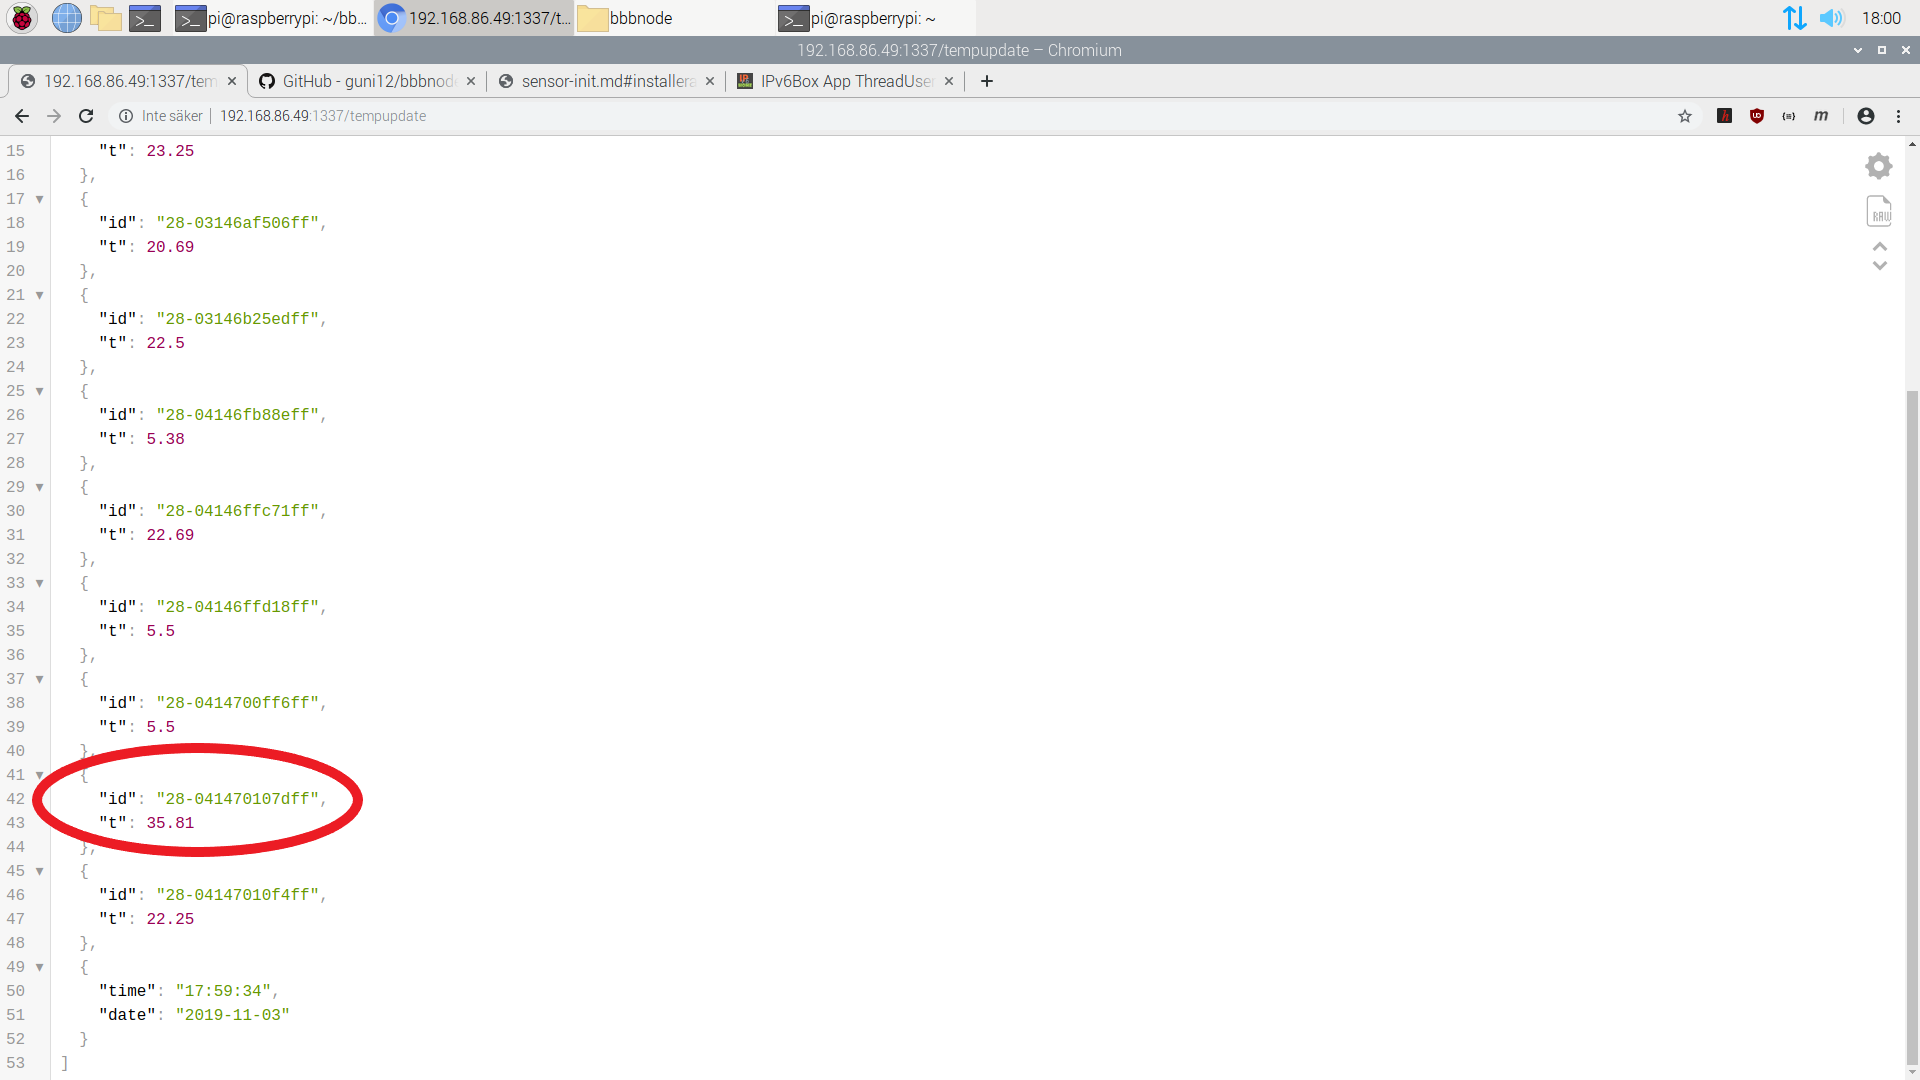 pi@raspberrypi: ~/bb... 192.168.86.49:1337/t... bbbnode pi@raspberrypi: ~ 18:00
192.168.86.49:1337/tempupdate – Chromium
192.168.86.49:1337/tem GitHub - guni12/bbbnode sensor-init.md#installera IPv6Box App ThreadUser
Inte säker 192.168.86.49:1337/tempupdate
15 "t": 23.25
16 },
17 {
18 "id": "28-03146af506ff",
19 "t": 20.69
20 },
21 {
22 "id": "28-03146b25edff",
23 "t": 22.5
24 },
25 {
26 "id": "28-04146fb88eff",
27 "t": 5.38
28 },
29 {
30 "id": "28-04146ffc71ff",
31 "t": 22.69
32 },
33 {
34 "id": "28-04146ffd18ff",
35 "t": 5.5
36 },
37 {
38 "id": "28-0414700ff6ff",
39 "t": 5.5
40 },
41 {
42 "id": "28-041470107dff",
43 "t": 35.81
44 },
45 {
46 "id": "28-04147010f4ff",
47 "t": 22.25
48 },
49 {
50 "time": "17:59:34",
51 "date": "2019-11-03"
52 }
53 ]
RAW